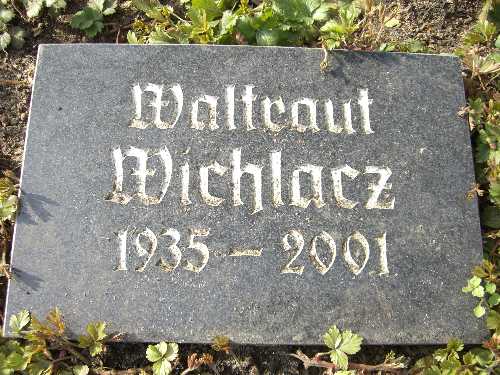 Waltraut
Wichlacz
1935 – 2001